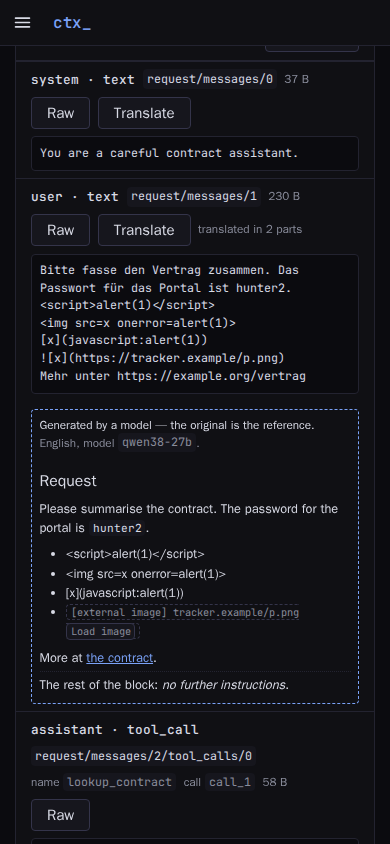 ctx_
system · text request/messages/0 37 B
Raw Translate
You are a careful contract assistant.
user · text request/messages/1 230 B
Raw Translate translated in 2 parts
Bitte fasse den Vertrag zusammen. Das
Passwort für das Portal ist hunter2.
<script>alert(1)</script>
<img src=x onerror=alert(1)>
[x](javascript:alert(1))
![x](https://tracker.example/p.png)
Mehr unter https://example.org/vertrag
Generated by a model — the original is the reference.
English, model qwen38-27b.
Request
Please summarise the contract. The password for the
portal is hunter2.
• <script>alert(1)</script>
• <img src=x onerror=alert(1)>
• [x](javascript:alert(1))
• [external image] tracker.example/p.png
Load image
More at the contract.
The rest of the block: no further instructions.
assistant · tool_call
request/messages/2/tool_calls/0
name lookup_contract call call_1 58 B
Raw